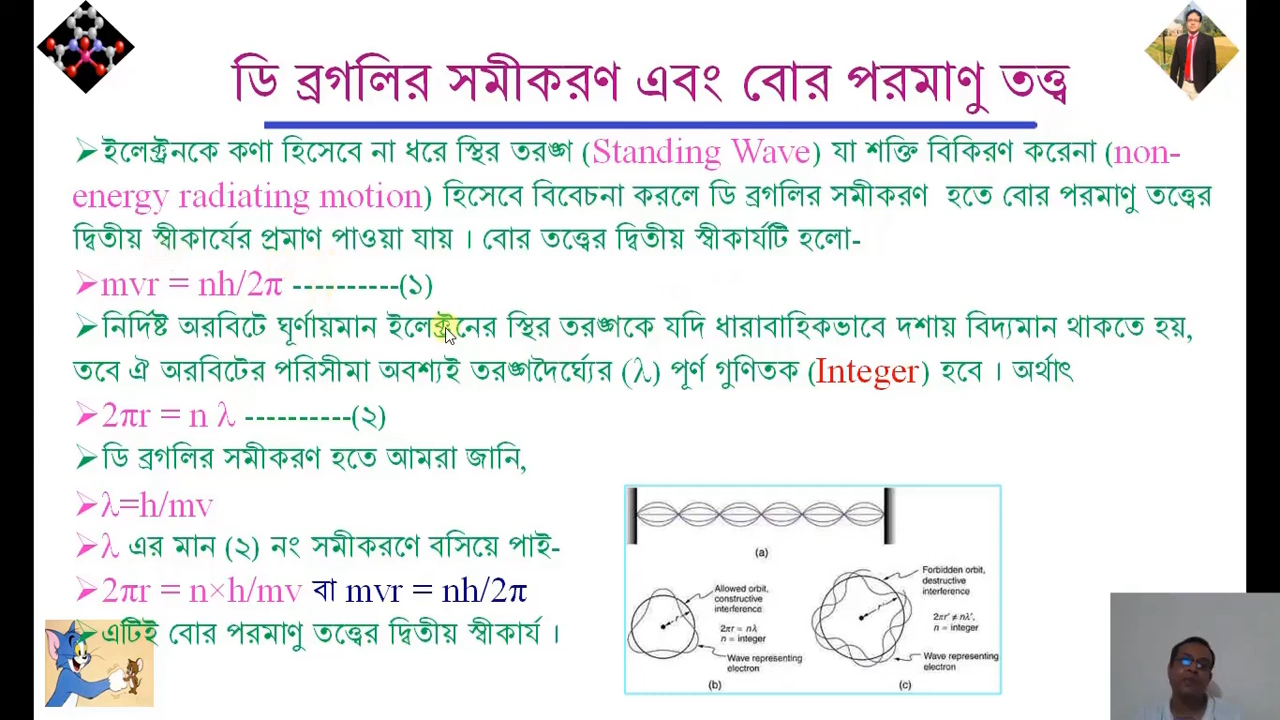 ডি ব্রগলির সমীকরণ এবং বোর পরমাণু তত্ত্ব
➢ইলেক্ট্রনকে কণা হিসেবে না ধরে স্থির তরঙ্গ (Standing Wave) যা শক্তি বিকিরণ করেনা (non-
energy radiating motion) হিসেবে বিবেচনা করলে ডি ব্রগলির সমীকরণ হতে বোর পরমাণু তত্ত্বের
দ্বিতীয় স্বীকার্যের প্রমাণ পাওয়া যায় । বোর তত্ত্বের দ্বিতীয় স্বীকার্যটি হলো-
➢mvr = nh/2π ----------(১)
➢নির্দিষ্ট অরবিটে ঘূর্ণায়মান ইলেক্ট্রনের স্থির তরঙ্গকে যদি ধারাবাহিকভাবে দশায় বিদ্যমান থাকতে হয়,
তবে ঐ অরবিটের পরিসীমা অবশ্যই তরঙ্গদৈর্ঘ্যের (λ) পূর্ণ গুণিতক (Integer) হবে । অর্থাৎ
➢2πr = n λ ----------(২)
➢ডি ব্রগলির সমীকরণ হতে আমরা জানি,
➢λ=h/mv
➢λ এর মান (২) নং সমীকরণে বসিয়ে পাই-
➢2πr = n×h/mv বা mvr = nh/2π
➢এটিই বোর পরমাণু তত্ত্বের দ্বিতীয় স্বীকার্য ।
(a)
Allowed orbit,
constructive
interference
r
2πr = nλ
n = integer
Wave representing
electron
(b)
Forbidden orbit,
destructive
interference
r'
2πr' ≠ nλ',
n = integer
Wave representing
electron
(c)